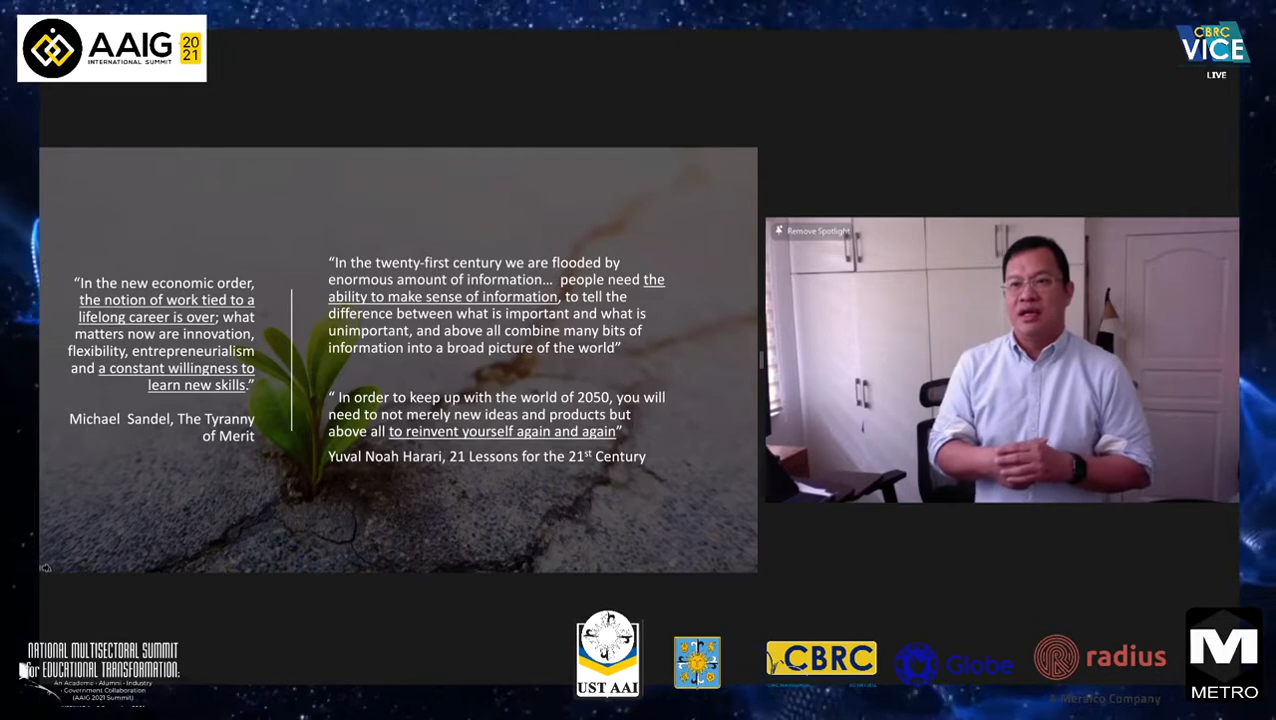 AAIG
INTERNATIONAL SUMMIT
20
21
CBRC
VICE
LIVE
“In the new economic order,
the notion of work tied to a
lifelong career is over; what
matters now are innovation,
flexibility, entrepreneurialism
and a constant willingness to
learn new skills.”
Michael Sandel, The Tyranny
of Merit
“In the twenty-first century we are flooded by
enormous amount of information… people need the
ability to make sense of information, to tell the
difference between what is important and what is
unimportant, and above all combine many bits of
information into a broad picture of the world”
“ In order to keep up with the world of 2050, you will
need to not merely new ideas and products but
above all to reinvent yourself again and again”
Yuval Noah Harari, 21 Lessons for the 21st Century
Remove Spotlight
NATIONAL MULTISECTORAL SUMMIT
for EDUCATIONAL TRANSFORMATION:
An Academe - Alumni - Industry
- Government Collaboration
(AAIG 2021 Summit)
UST AAI
CBRC
Globe
radius
A Meralco Company
M
METRO